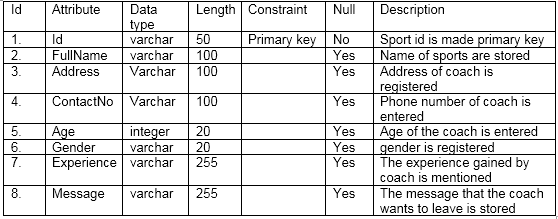 Id Attribute Data type Length Constraint Null Description
1. Id varchar 50 Primary key No Sport id is made primary key
2. FullName varchar 100 Yes Name of sports are stored
3. Address Varchar 100 Yes Address of coach is registered
4. ContactNo Varchar 100 Yes Phone number of coach is entered
5. Age integer 20 Yes Age of the coach is entered
6. Gender varchar 20 Yes gender is registered
7. Experience varchar 255 Yes The experience gained by coach is mentioned
8. Message varchar 255 Yes The message that the coach wants to leave is stored